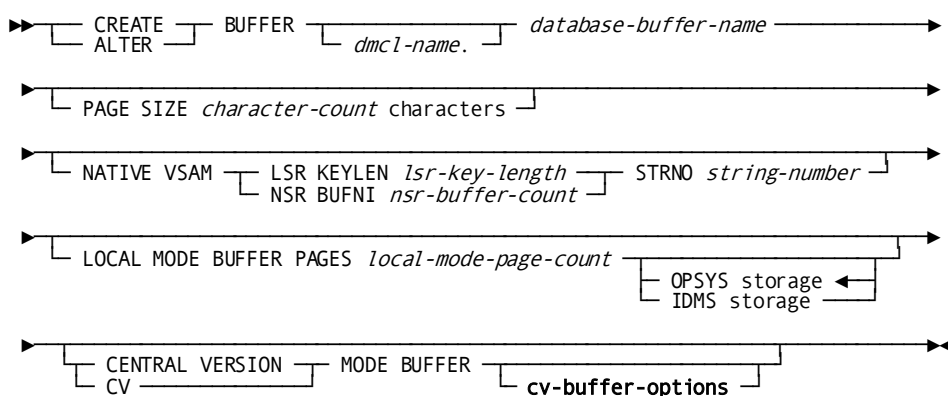 CREATE BUFFER database-buffer-name
ALTER dmcl-name.
PAGE SIZE character-count characters
NATIVE VSAM LSR KEYLEN lsr-key-length STRNO string-number
NSR BUFNI nsr-buffer-count
LOCAL MODE BUFFER PAGES local-mode-page-count
OPSYS storage
IDMS storage
CENTRAL VERSION MODE BUFFER
CV cv-buffer-options